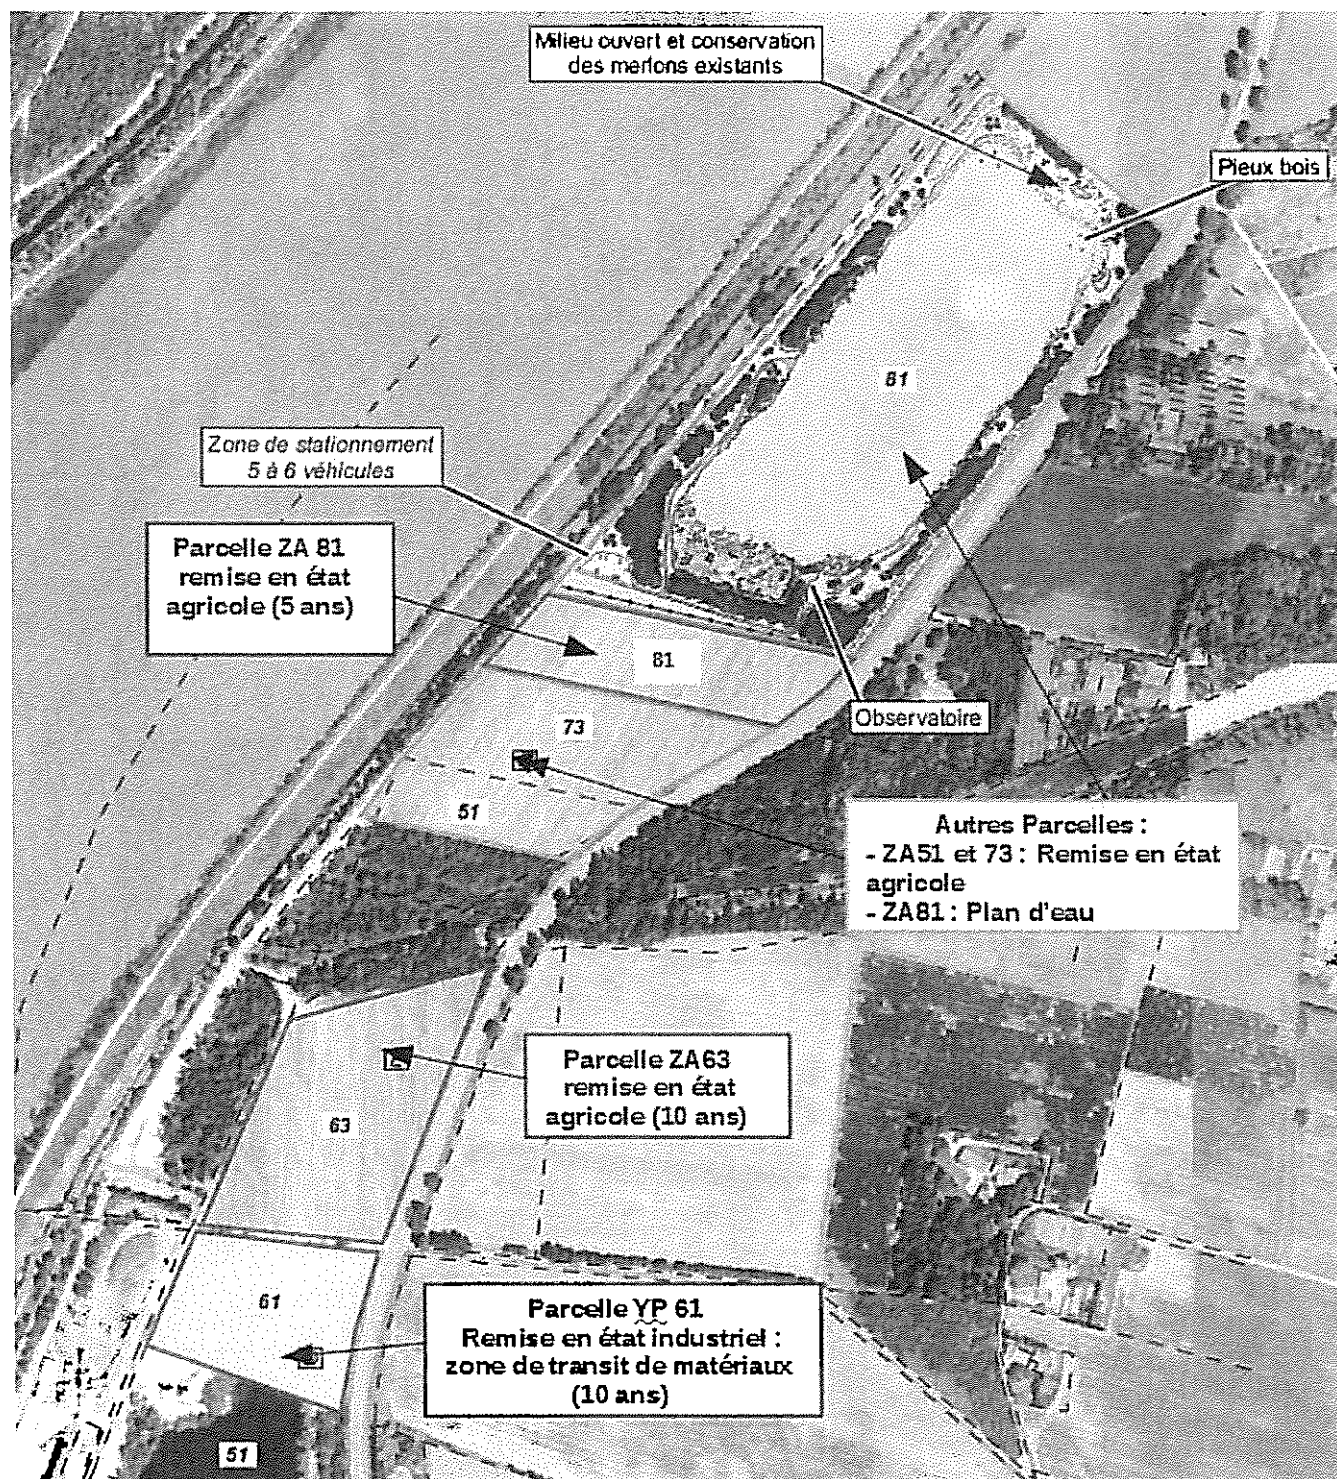 Milieu ouvert et conservation
des merlons existants
Pieux bois
81
Zone de stationnement
5 à 6 véhicules
Parcelle ZA 81
remise en état
agricole (5 ans)
81
Observatoire
73
51
Autres Parcelles :
- ZA51 et 73 : Remise en état
agricole
- ZA81 : Plan d'eau
Parcelle ZA63
remise en état
agricole (10 ans)
63
61
Parcelle YP 61
Remise en état industriel :
zone de transit de matériaux
(10 ans)
51